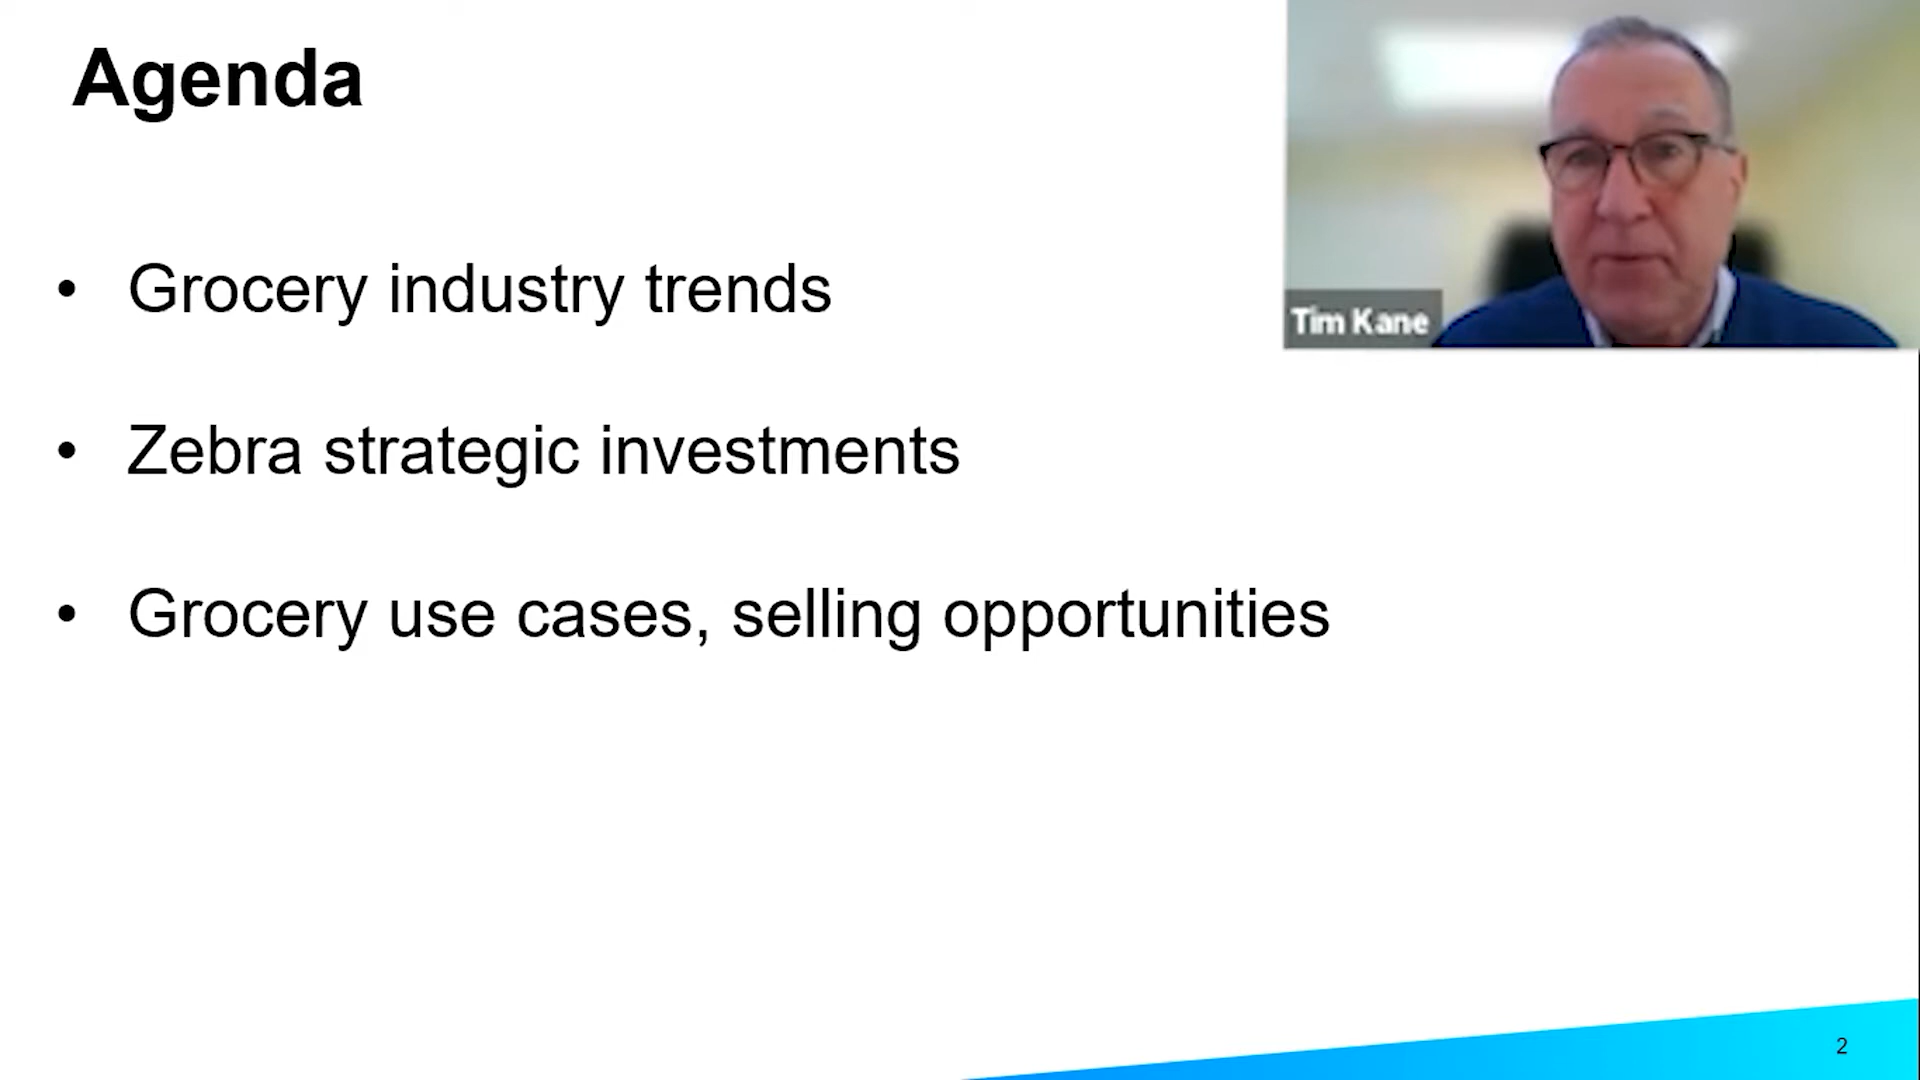 Agenda
• Grocery industry trends
• Zebra strategic investments
• Grocery use cases, selling opportunities
Tim Kane
2